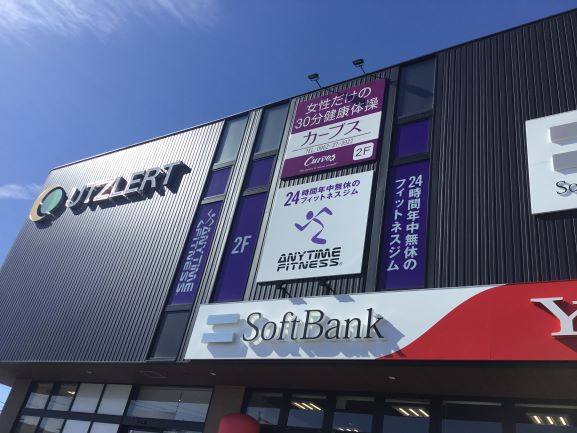 UTZLERT
ANYTIME
FITNESS
2F
女性だけの
30分健康体操
カーブス
Curves
2F
24時間年中無休の
フィットネスジム
ANYTIME
FITNESS
24時間年中無休の
フィットネスジム
SoftBank
So
Y